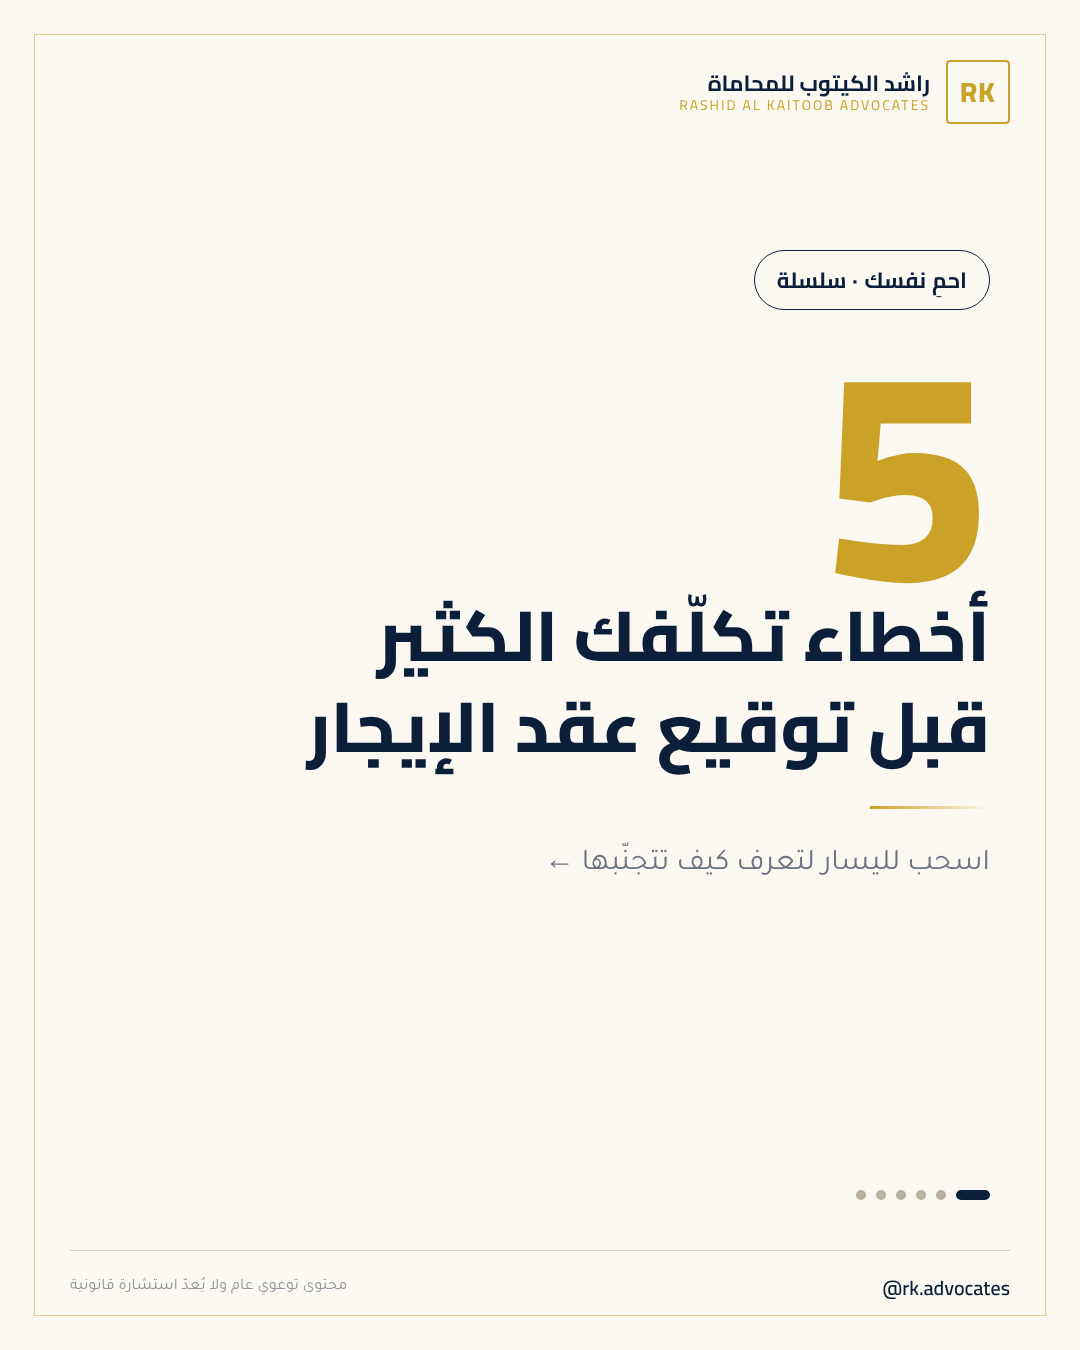 راشد الكيتوب للمحاماة
RASHID AL KAITOOB ADVOCATES
RK
احمِ نفسك · سلسلة
5
أخطاء تكلّفك الكثير
قبل توقيع عقد الإيجار
اسحب لليسار لتعرف كيف تتجنّبها ←
@rk.advocates
محتوى توعوي عام ولا يُعدّ استشارة قانونية